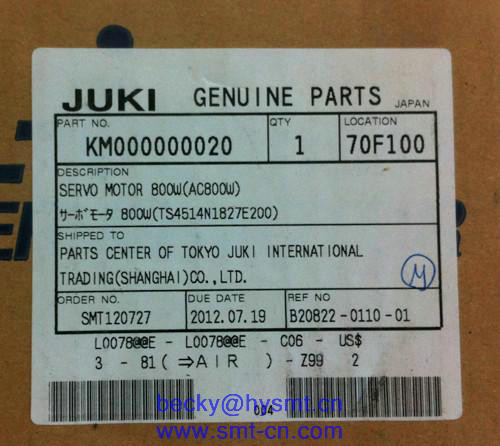 JUKI GENUINE PARTS JAPAN
PART NO. QTY LOCATION
KM000000020 1 70F100
DESCRIPTION
SERVO MOTOR 800W(AC800W)
サーボモータ 800W(TS4514N1827E200)
SHIPPED TO
PARTS CENTER OF TOKYO JUKI INTERNATIONAL
TRADING(SHANGHAI)CO.,LTD.
M
ORDER NO. DUE DATE REF NO
SMT120727 2012.07.19 B20822-0110-01
L0078@@E - L0078@@E - C06 - US$
3 - 81 ( ⇒AIR ) - Z99 2
becky@hysmt.cn
004
www.smt-cn.com